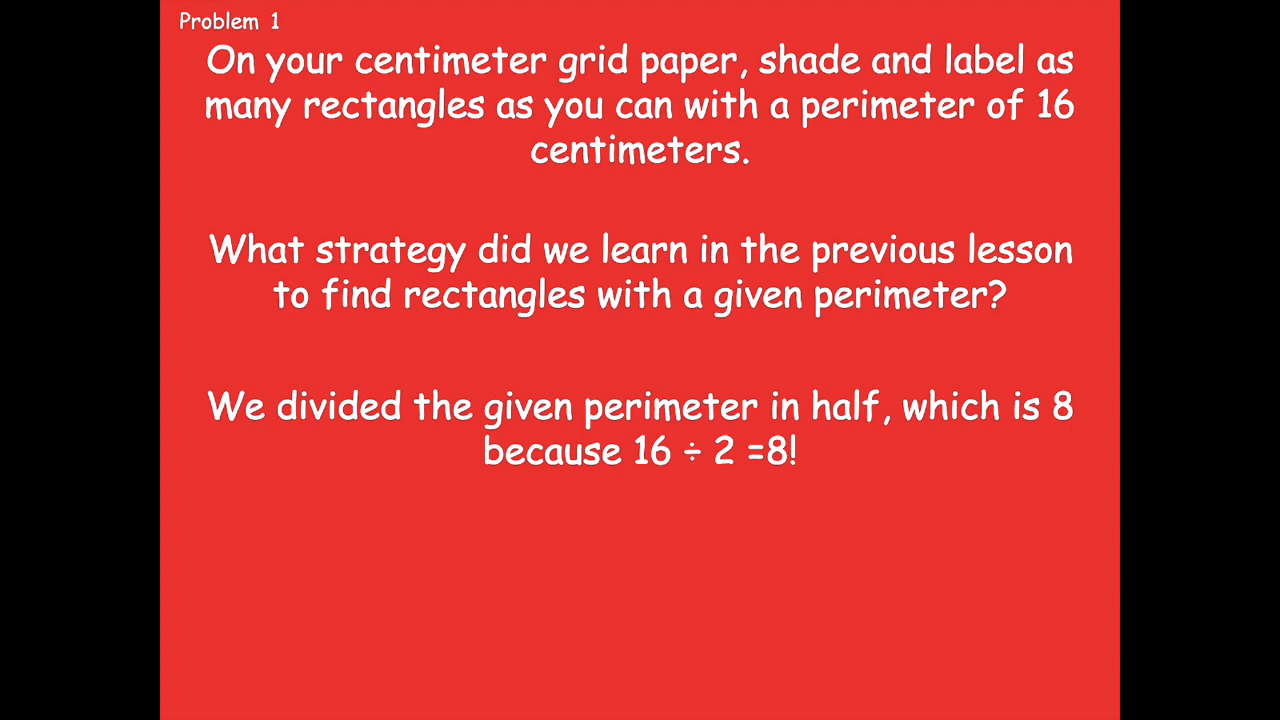 Problem 1
On your centimeter grid paper, shade and label as
many rectangles as you can with a perimeter of 16
centimeters.
What strategy did we learn in the previous lesson
to find rectangles with a given perimeter?
We divided the given perimeter in half, which is 8
because 16 ÷ 2 =8!